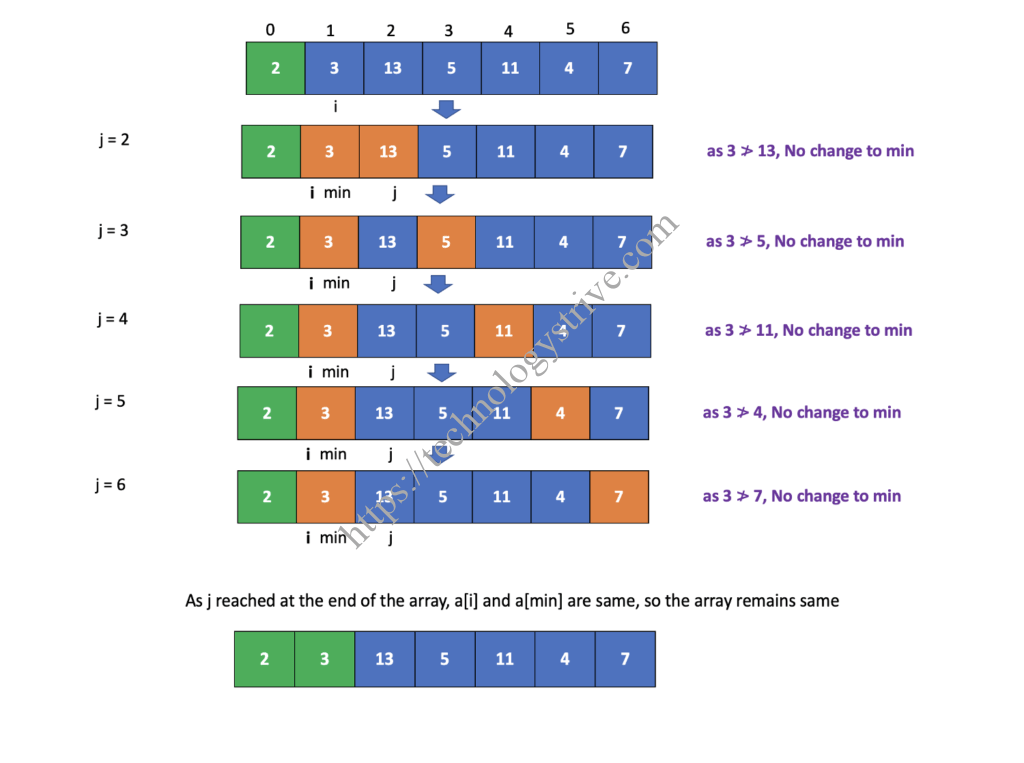 0 1 2 3 4 5 6
2 3 13 5 11 4 7
i
j = 2
2 3 13 5 11 4 7
as 3 ≯ 13, No change to min
i min j
j = 3
2 3 13 5 11 4 7
as 3 ≯ 5, No change to min
i min j
j = 4
2 3 13 5 11 4 7
as 3 ≯ 11, No change to min
i min j
j = 5
2 3 13 5 11 4 7
as 3 ≯ 4, No change to min
i min j
j = 6
2 3 13 5 11 4 7
as 3 ≯ 7, No change to min
i min j
https://technologystrive.com
As j reached at the end of the array, a[i] and a[min] are same, so the array remains same
2 3 13 5 11 4 7